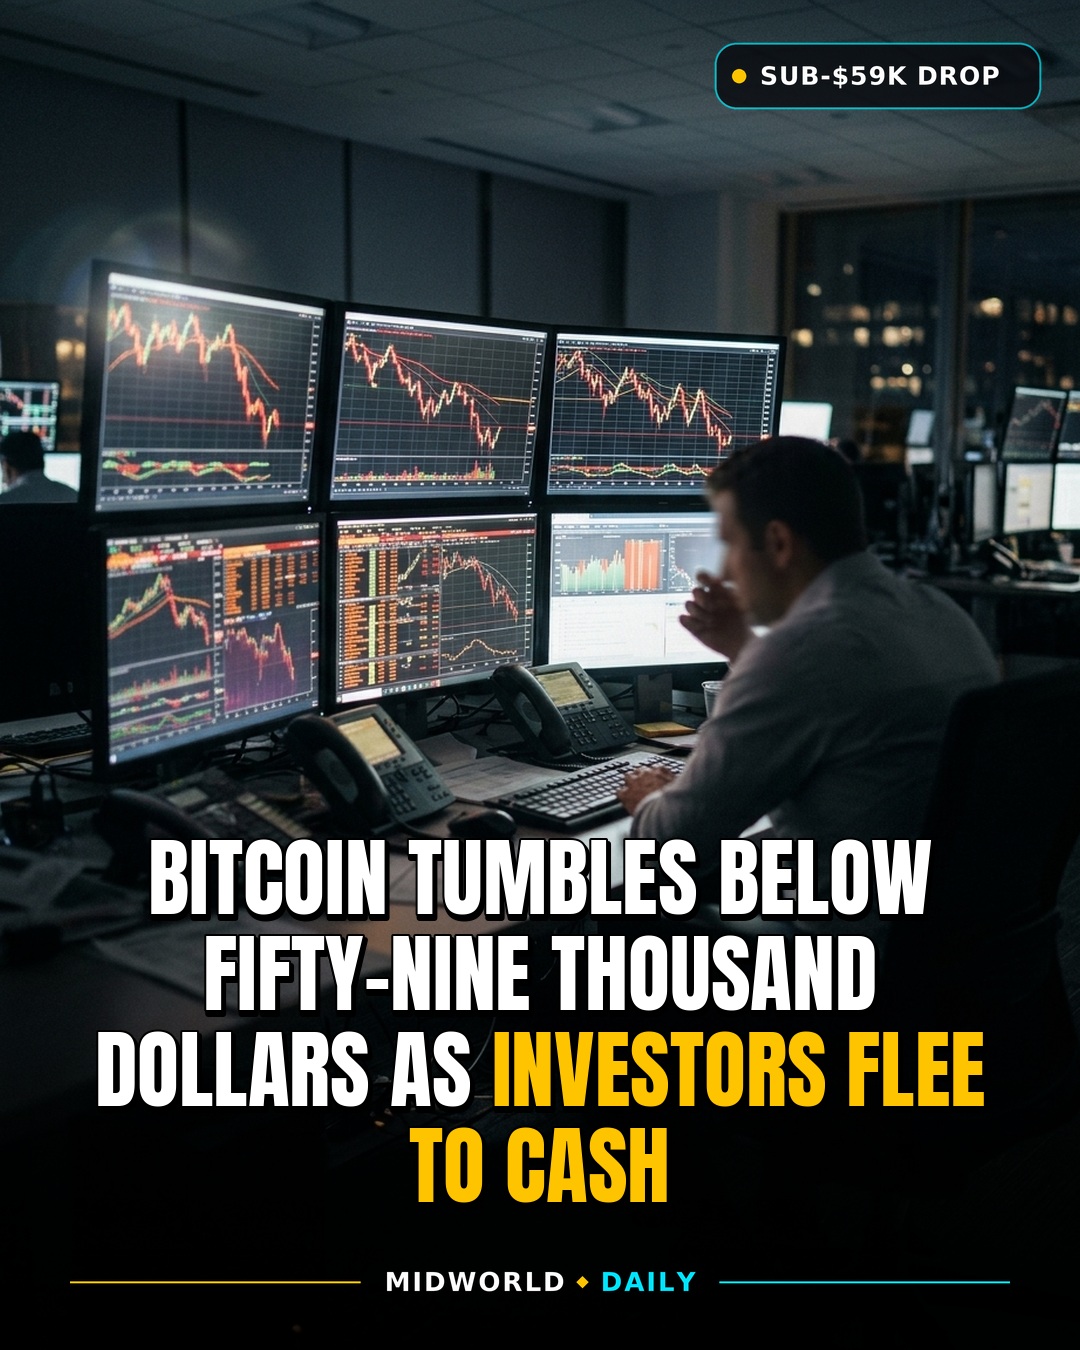 SUB-$59K DROP
BITCOIN TUMBLES BELOW
FIFTY-NINE THOUSAND
DOLLARS AS INVESTORS FLEE
TO CASH
MIDWORLD DAILY